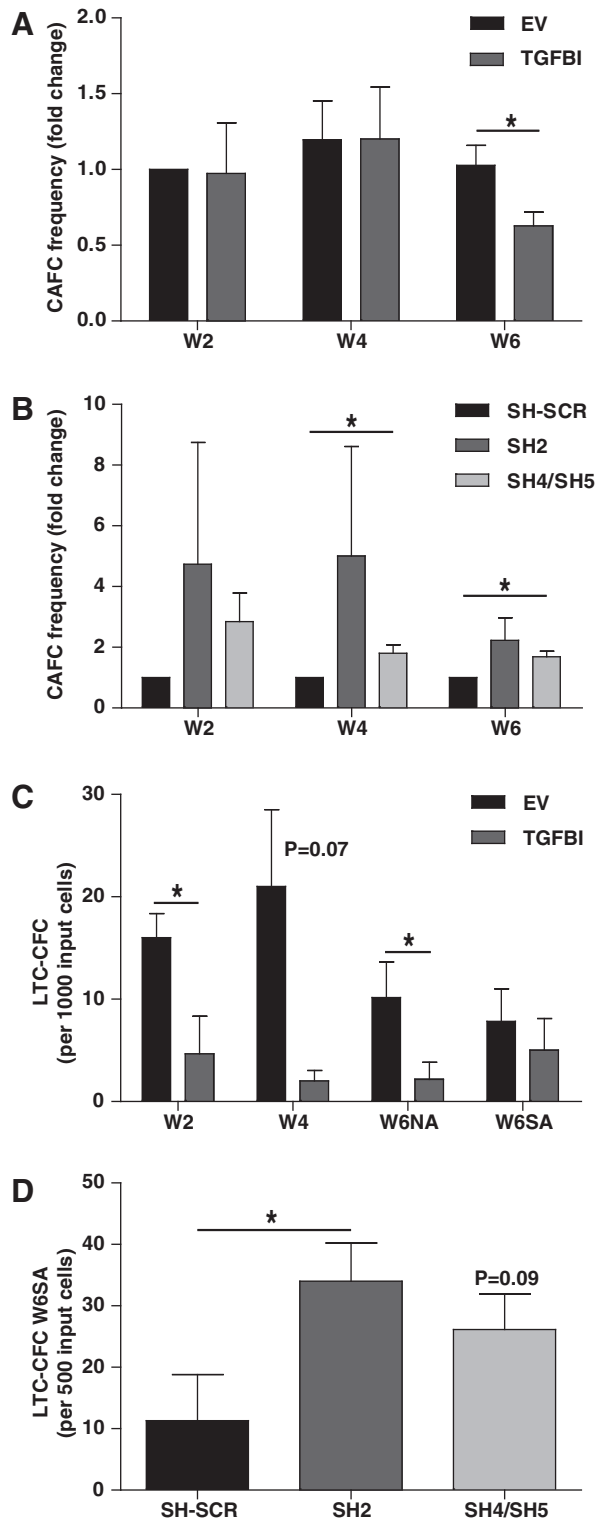 A
CAFC frequency (fold change)
2.0
1.5
1.0
0.5
0.0
EV
TGFBI
*
W2 W4 W6
B
CAFC frequency (fold change)
10
8
6
4
2
0
SH-SCR
SH2
SH4/SH5
*
*
W2 W4 W6
C
LTC-CFC
(per 1000 input cells)
30
20
10
0
EV
TGFBI
P=0.07
*
*
W2 W4 W6NA W6SA
D
LTC-CFC W6SA
(per 500 input cells)
50
40
30
20
10
0
*
P=0.09
SH-SCR SH2 SH4/SH5